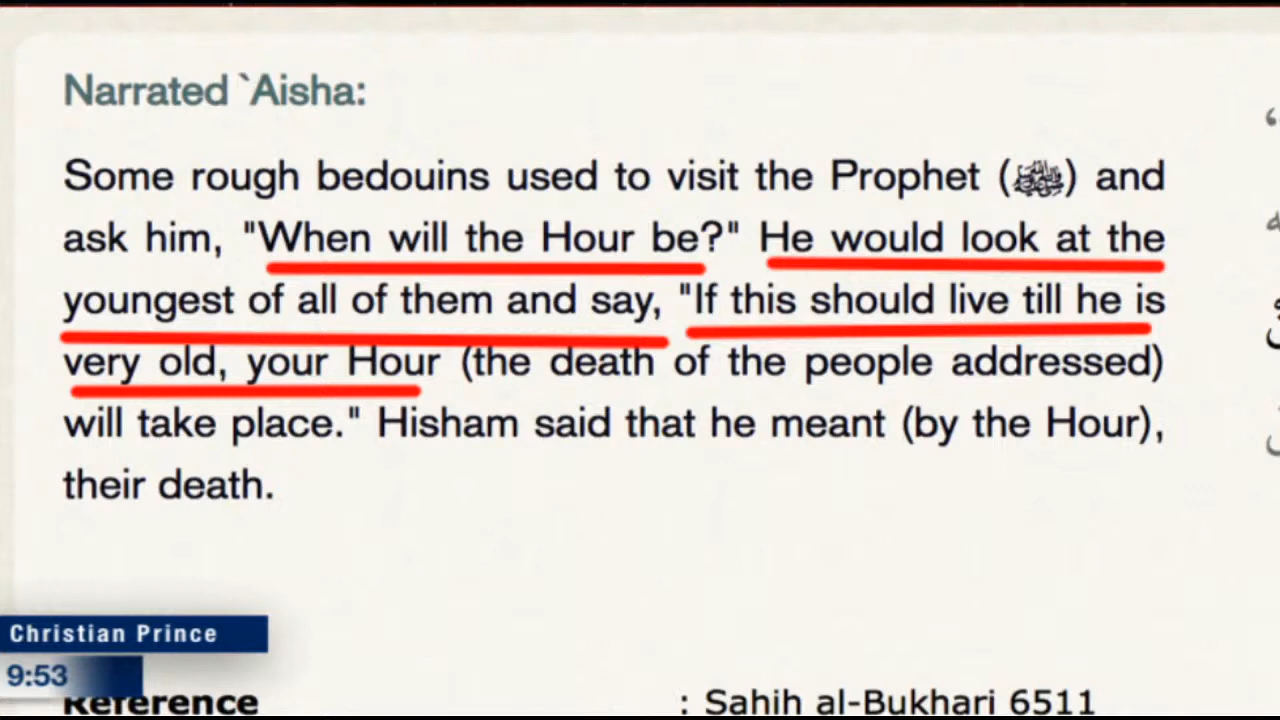 Narrated `Aisha:
Some rough bedouins used to visit the Prophet (ﷺ) and
ask him, "When will the Hour be?" He would look at the
youngest of all of them and say, "If this should live till he is
very old, your Hour (the death of the people addressed)
will take place." Hisham said that he meant (by the Hour),
their death.
Christian Prince
9:53
Reference : Sahih al-Bukhari 6511